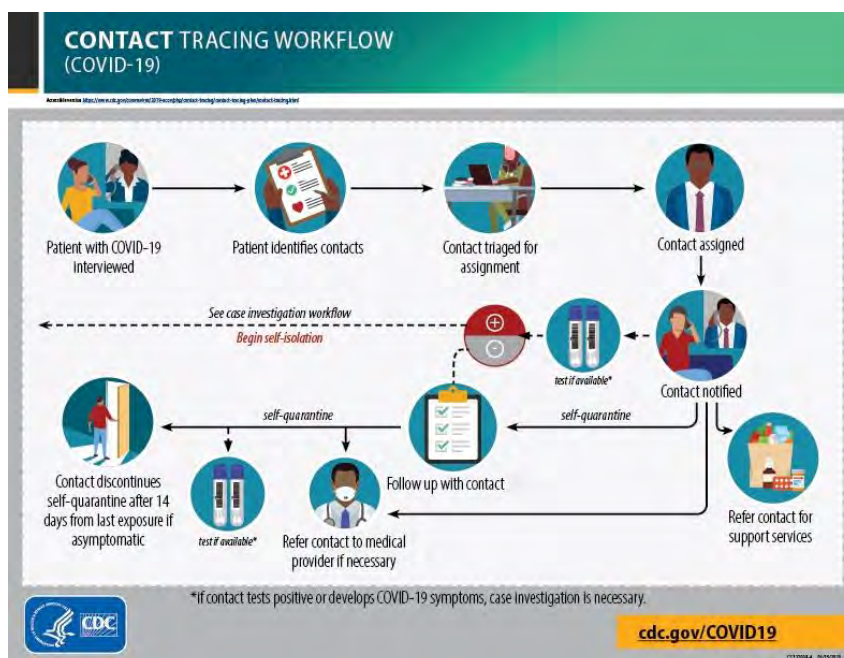 CONTACT TRACING WORKFLOW
(COVID-19)
Patient with COVID-19
interviewed
Patient identifies contacts
Contact triaged for
assignment
Contact assigned
See case investigation workflow
Begin self-isolation
+
-
test if available*
Contact notified
self-quarantine
self-quarantine
Contact discontinues
self-quarantine after 14
days from last exposure if
asymptomatic
test if available*
Refer contact to medical
provider if necessary
Follow up with contact
Refer contact for
support services
*if contact tests positive or develops COVID-19 symptoms, case investigation is necessary.
CDC
cdc.gov/COVID19